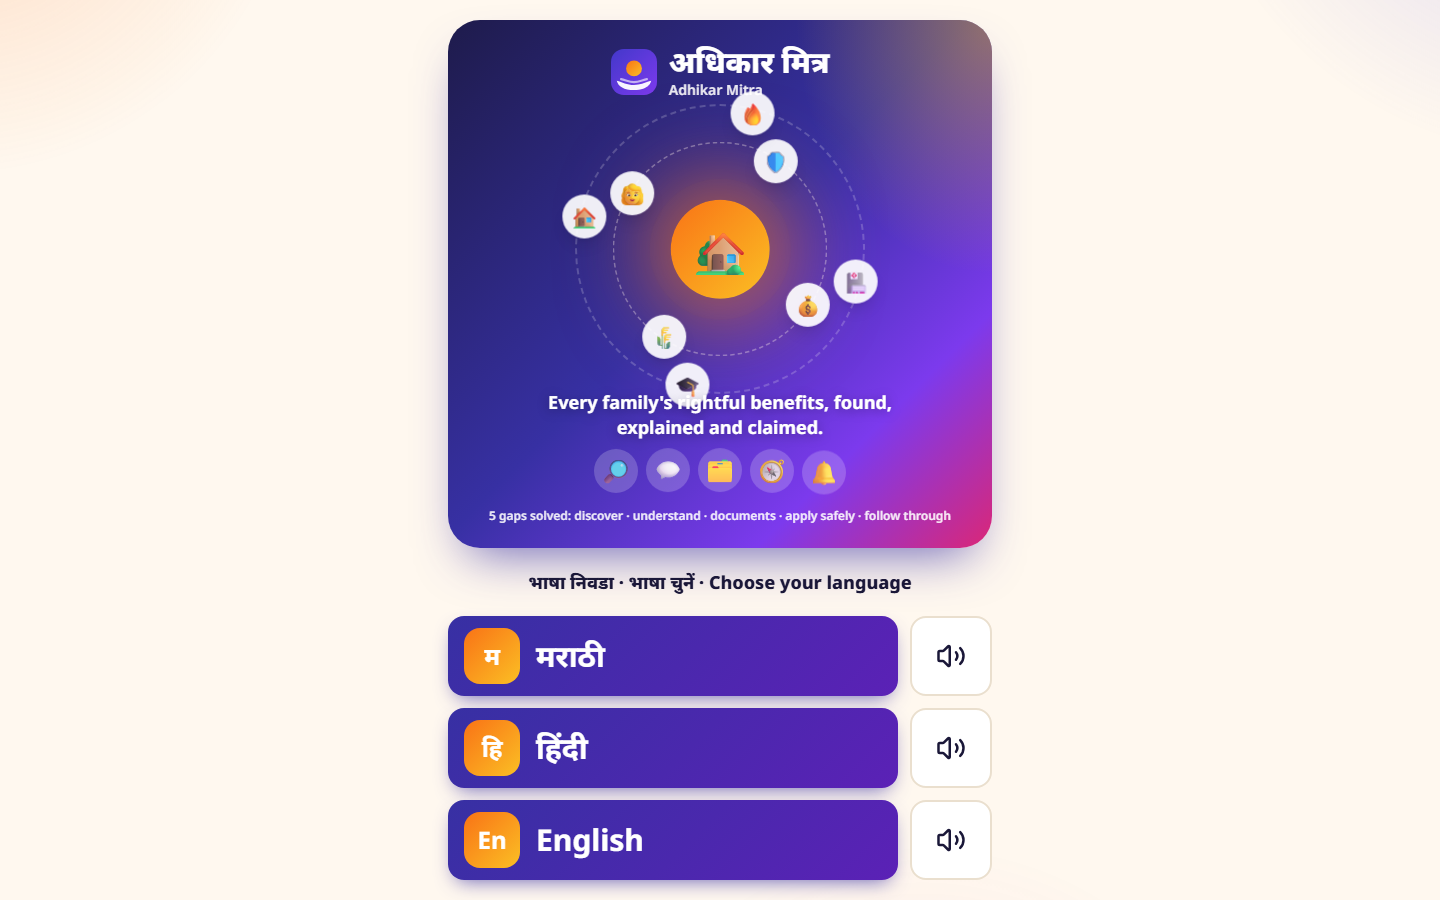 अधिकार मित्र
Adhikar Mitra
Every family's rightful benefits, found,
explained and claimed.
5 gaps solved: discover · understand · documents · apply safely · follow through
भाषा निवडा · भाषा चुनें · Choose your language
म मराठी
हि हिंदी
En English